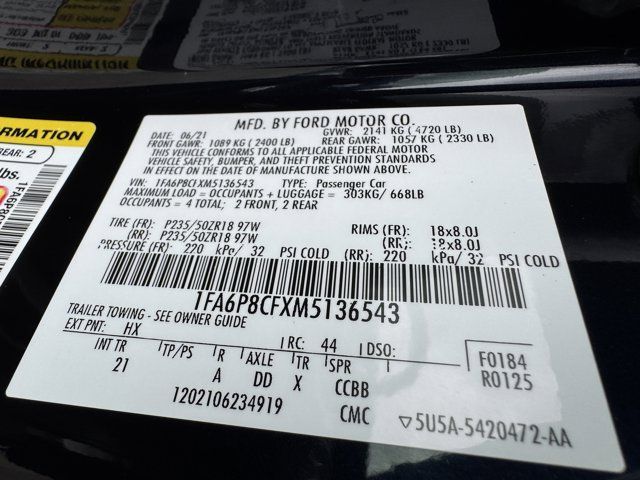 MFD. BY FORD MOTOR CO.
DATE: 06/21 GVWR: 2141 KG ( 4720 LB)
FRONT GAWR: 1089 KG ( 2400 LB) REAR GAWR: 1057 KG ( 2330 LB)
THIS VEHICLE CONFORMS TO ALL APPLICABLE FEDERAL MOTOR
VEHICLE SAFETY, BUMPER, AND THEFT PREVENTION STANDARDS
IN EFFECT ON THE DATE OF MANUFACTURE SHOWN ABOVE.
VIN: 1FA6P8CFXM5136543 TYPE: Passenger Car
MAXIMUM LOAD = OCCUPANTS + LUGGAGE = 303KG/ 668LB
OCCUPANTS = 4 TOTAL; 2 FRONT, 2 REAR
TIRE (FR): P235/50ZR18 97W RIMS (FR): 18x8.0J
(RR): P235/50ZR18 97W (RR): 18x8.0J
PRESSURE (FR): 220 kPa/ 32 PSI COLD (RR): 220 kPa/ 32 PSI COLD
1FA6P8CFXM5136543
TRAILER TOWING - SEE OWNER GUIDE
EXT PNT: HX RC: 44 DSO:
INT TR TP/PS R AXLE TR SPR
21 A DD X CCBB
F0184
R0125
1202106234919 CMC ▽5U5A-5420472-AA
ORMATION
REAR: 2
lbs.